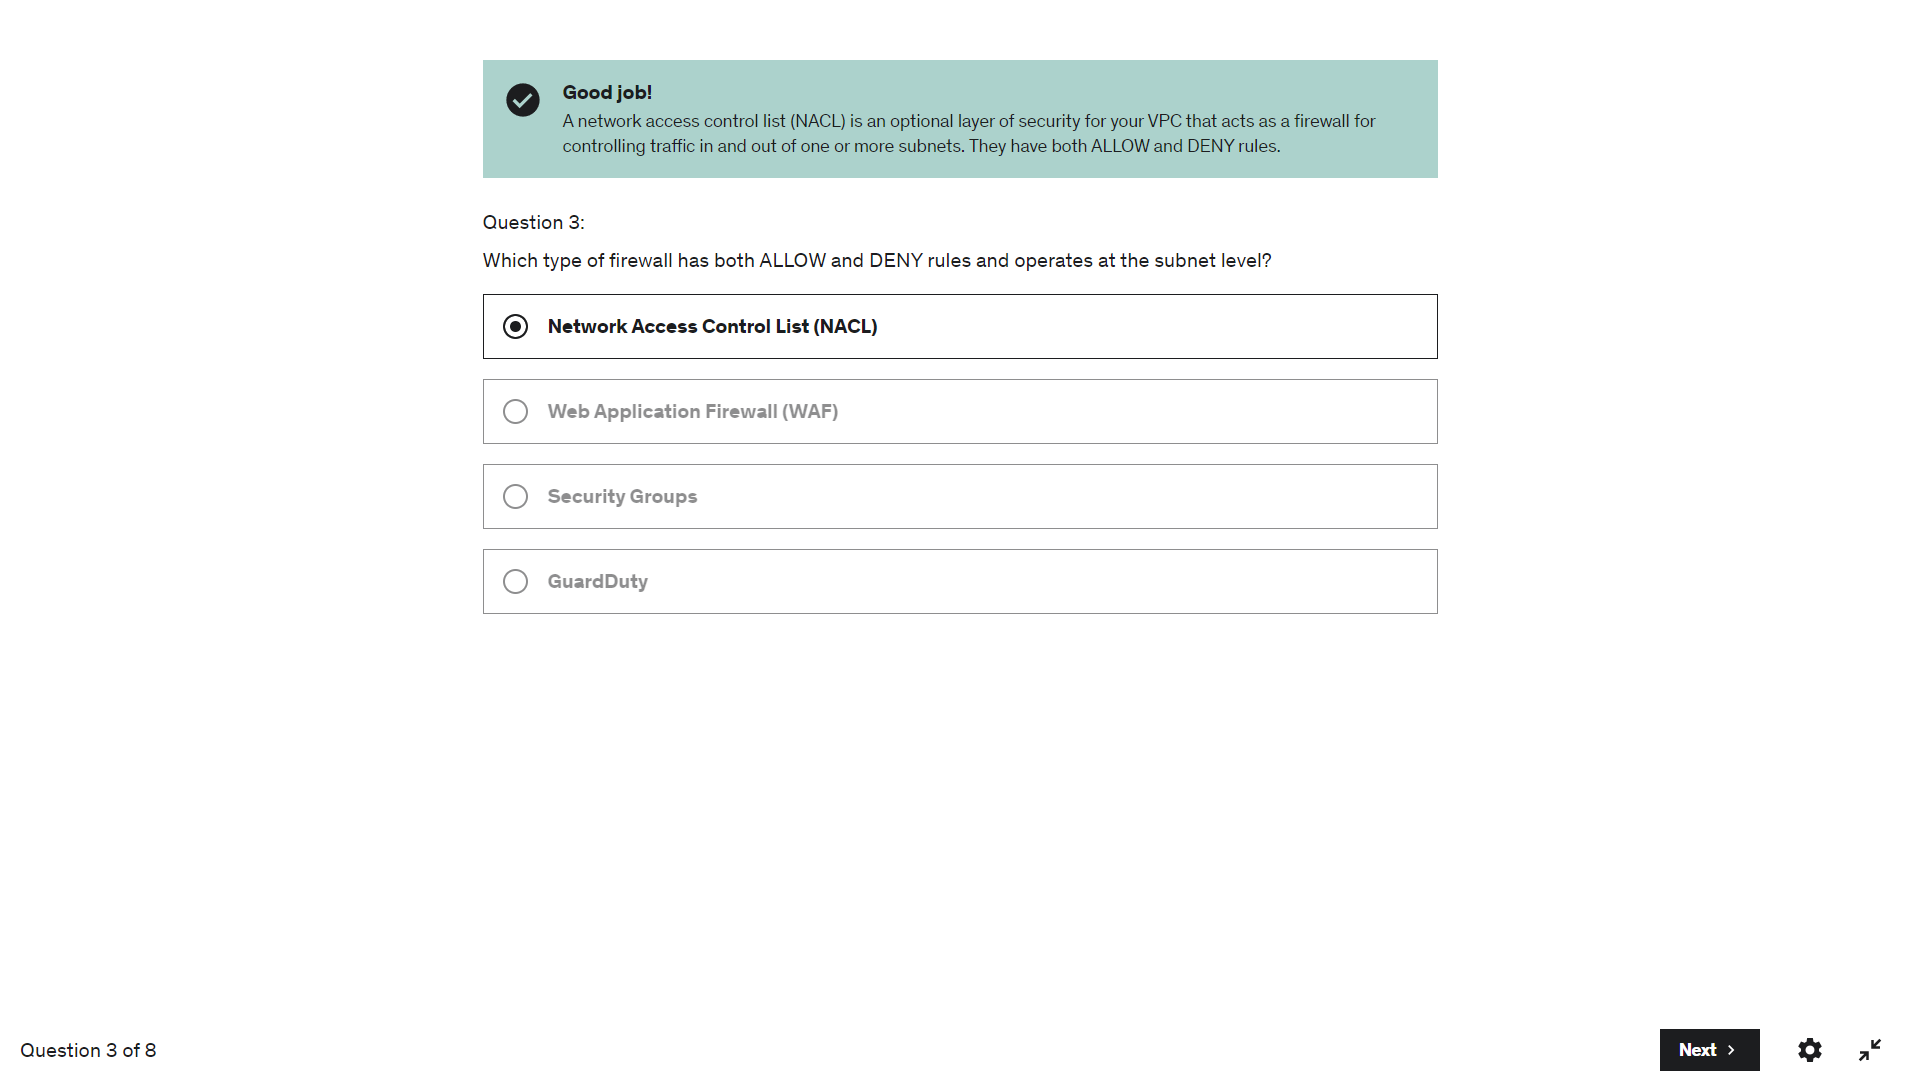 Good job!
A network access control list (NACL) is an optional layer of security for your VPC that acts as a firewall for
controlling traffic in and out of one or more subnets. They have both ALLOW and DENY rules.
Question 3:
Which type of firewall has both ALLOW and DENY rules and operates at the subnet level?
Network Access Control List (NACL)
Web Application Firewall (WAF)
Security Groups
GuardDuty
Question 3 of 8
Next